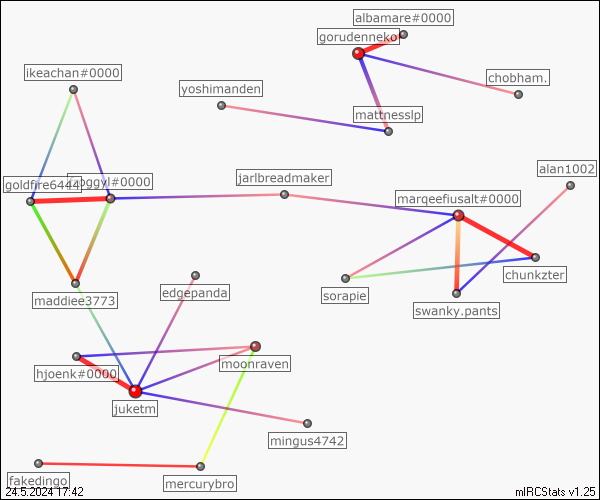 albamare#0000
gorudenneko
ikeachan#0000
chobham.
yoshimanden
mattnesslp
alan1002
jarlbreadmaker
goldfire6444
oggyl#0000
marqeefiusalt#0000
chunkzter
edgepanda
sorapie
maddiee3773
swanky.pants
moonraven
hjoenk#0000
juketm
mingus4742
fakedingo
mercurybro
24.5.2024 17:42
mIRCStats v1.25